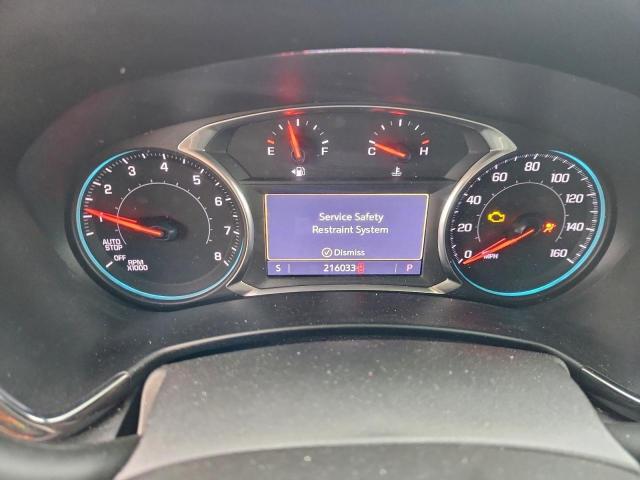 E F
C H
1 2 3 4 5 6 7 8
AUTO
STOP
OFF
RPM
X1000
Service Safety
Restraint System
Dismiss
S 216033 P
0 20 40 60 80 100 120 140 160
MPH